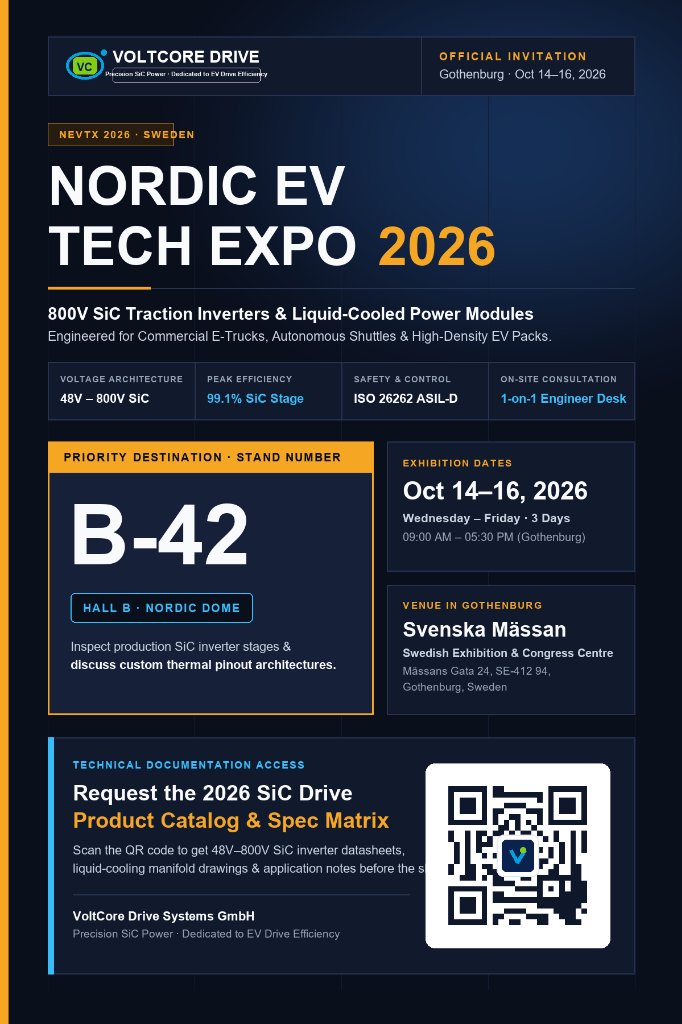 VC
VOLTCORE DRIVE
Precision SiC Power · Dedicated to EV Drive Efficiency
OFFICIAL INVITATION
Gothenburg · Oct 14–16, 2026
NEVTX 2026 · SWEDEN
NORDIC EV
TECH EXPO 2026
800V SiC Traction Inverters & Liquid-Cooled Power Modules
Engineered for Commercial E-Trucks, Autonomous Shuttles & High-Density EV Packs.
VOLTAGE ARCHITECTURE
48V – 800V SiC
PEAK EFFICIENCY
99.1% SiC Stage
SAFETY & CONTROL
ISO 26262 ASIL-D
ON-SITE CONSULTATION
1-on-1 Engineer Desk
PRIORITY DESTINATION · STAND NUMBER
B-42
HALL B · NORDIC DOME
Inspect production SiC inverter stages &
discuss custom thermal pinout architectures.
EXHIBITION DATES
Oct 14–16, 2026
Wednesday – Friday · 3 Days
09:00 AM – 05:30 PM (Gothenburg)
VENUE IN GOTHENBURG
Svenska Mässan
Swedish Exhibition & Congress Centre
Mässans Gata 24, SE-412 94,
Gothenburg, Sweden
TECHNICAL DOCUMENTATION ACCESS
Request the 2026 SiC Drive
Product Catalog & Spec Matrix
Scan the QR code to get 48V–800V SiC inverter datasheets,
liquid-cooling manifold drawings & application notes before the
VoltCore Drive Systems GmbH
Precision SiC Power · Dedicated to EV Drive Efficiency